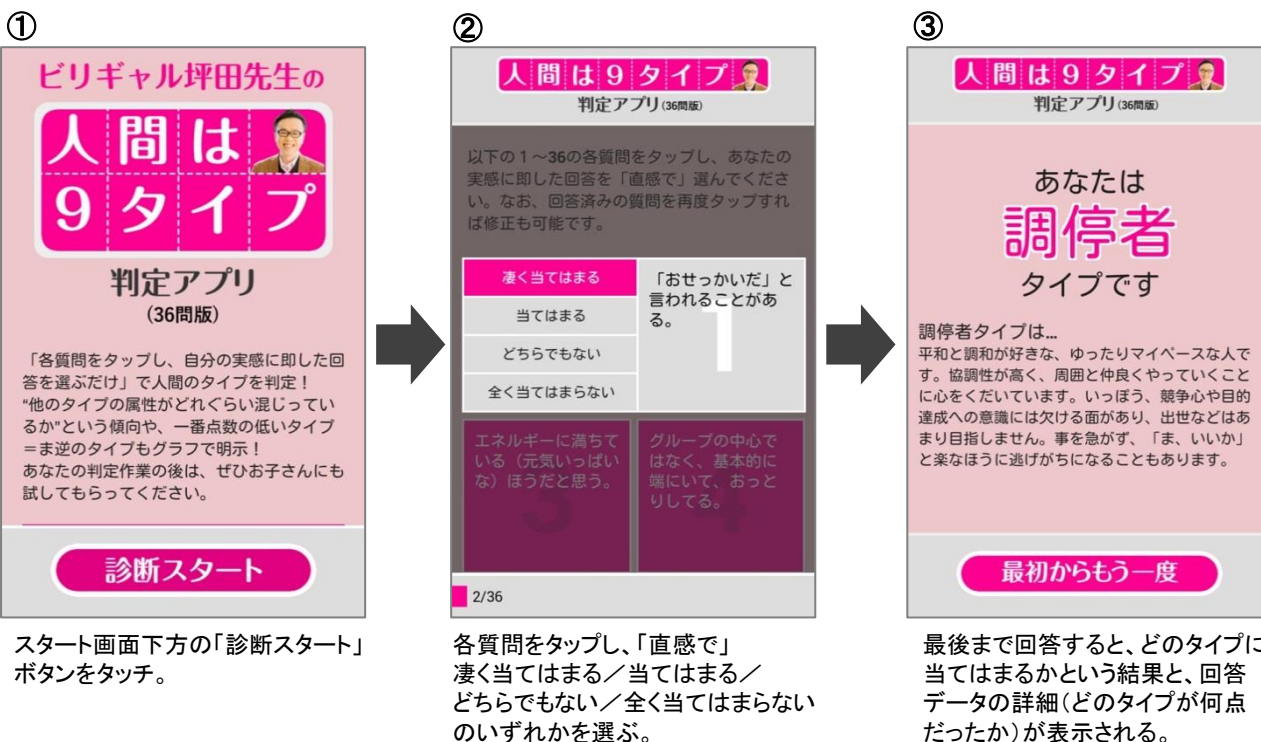 ①
ビリギャル坪田先生の
人間は
9タイプ
判定アプリ
(36問版)
「各質問をタップし、自分の実感に即した回
答を選ぶだけ」で人間のタイプを判定!
“他のタイプの属性がどれぐらい混じってい
るか”という傾向や、一番点数の低いタイプ
=ま逆のタイプもグラフで明示!
あなたの判定作業の後は、ぜひお子さんにも
試してもらってください。
診断スタート
スタート画面下方の「診断スタート」
ボタンをタッチ。
②
人間は9タイプ
判定アプリ(36問版)
以下の1〜36の各質問をタップし、あなたの
実感に即した回答を「直感で」選んでくださ
い。なお、回答済みの質問を再度タップすれ
ば修正も可能です。
凄く当てはまる
当てはまる
どちらでもない
全く当てはまらない
1
「おせっかいだ」と
言われることがあ
る。
3
エネルギーに満ちて
いる(元気いっぱい
な)ほうだと思う。
4
グループの中心で
はなく、基本的に
端にいて、おっと
りしてる。
2/36
各質問をタップし、「直感で」
凄く当てはまる/当てはまる/
どちらでもない/全く当てはまらない
のいずれかを選ぶ。
③
人間は9タイプ
判定アプリ(36問版)
あなたは
調停者
タイプです
調停者タイプは...
平和と調和が好きな、ゆったりマイペースな人で
す。協調性が高く、周囲と仲良くやっていくこと
に心をくだいています。いっぽう、競争心や目的
達成への意識には欠ける面があり、出世などはあ
まり目指しません。事を急がず、「ま、いいか」
と楽なほうに逃げがちになることもあります。
最初からもう一度
最後まで回答すると、どのタイプに
当てはまるかという結果と、回答
データの詳細(どのタイプが何点
だったか)が表示される。